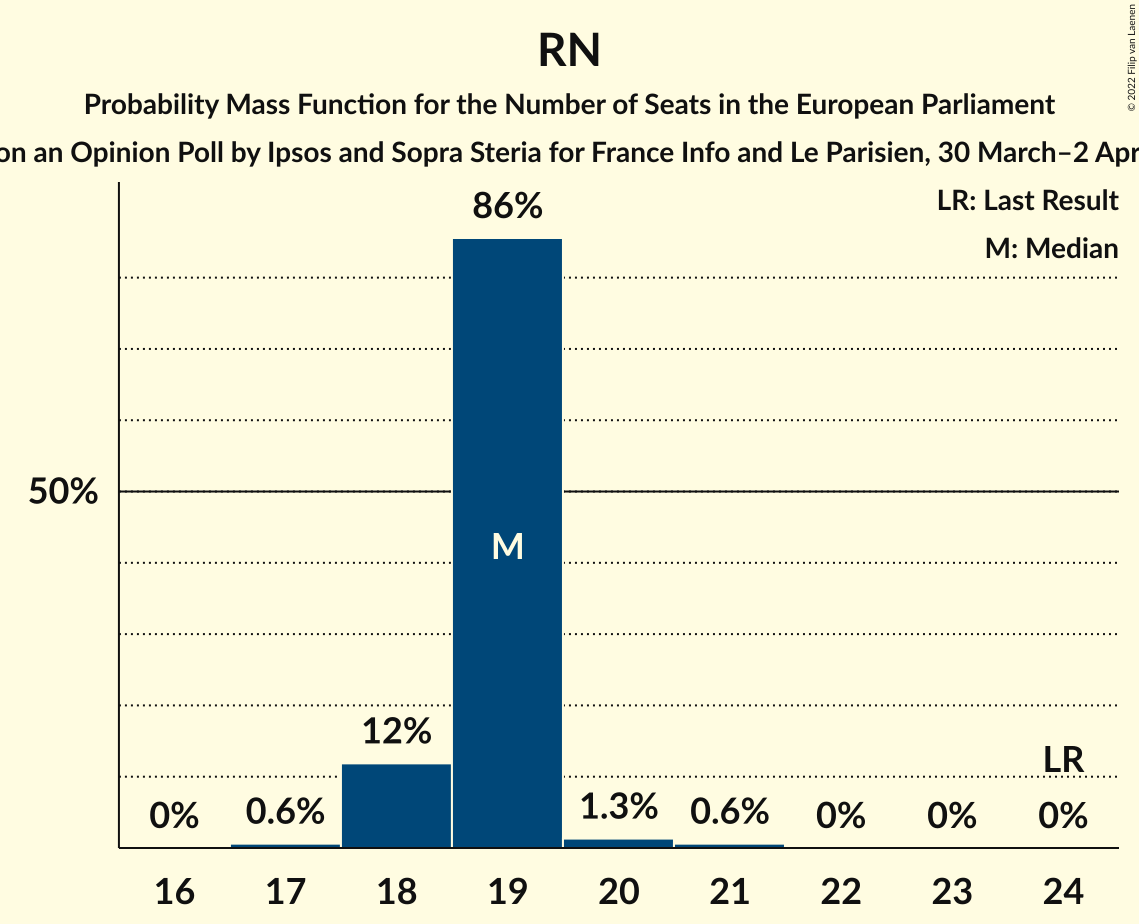 RN
Probability Mass Function for the Number of Seats in the European Parliament
on an Opinion Poll by Ipsos and Sopra Steria for France Info and Le Parisien, 30 March–2 Apr
© 2022 Filip van Laenen
LR: Last Result
M: Median
86%
50%
M
12%
LR
0%
0.6%
1.3%
0.6%
0%
0%
0%
16
17
18
19
20
21
22
23
24